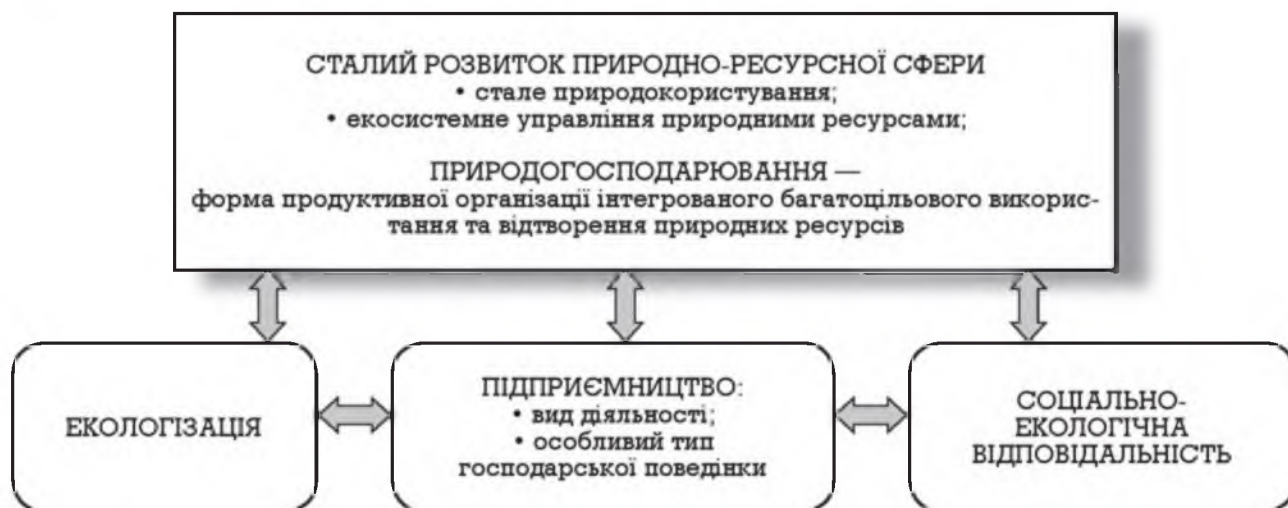 СТАЛИЙ РОЗВИТОК ПРИРОДНО-РЕСУРСНОЇ СФЕРИ
• стале природокористування;
• екосистемне управління природними ресурсами;
ПРИРОДОГОСПОДАРЮВАННЯ —
форма продуктивної організації інтегрованого багатоцільового викорис-
тання та відтворення природних ресурсів
ЕКОЛОГІЗАЦІЯ
ПІДПРИЄМНИЦТВО:
• вид діяльності;
• особливий тип
господарської поведінки
СОЦІАЛЬНО-
ЕКОЛОГІЧНА
ВІДПОВІДАЛЬНІСТЬ